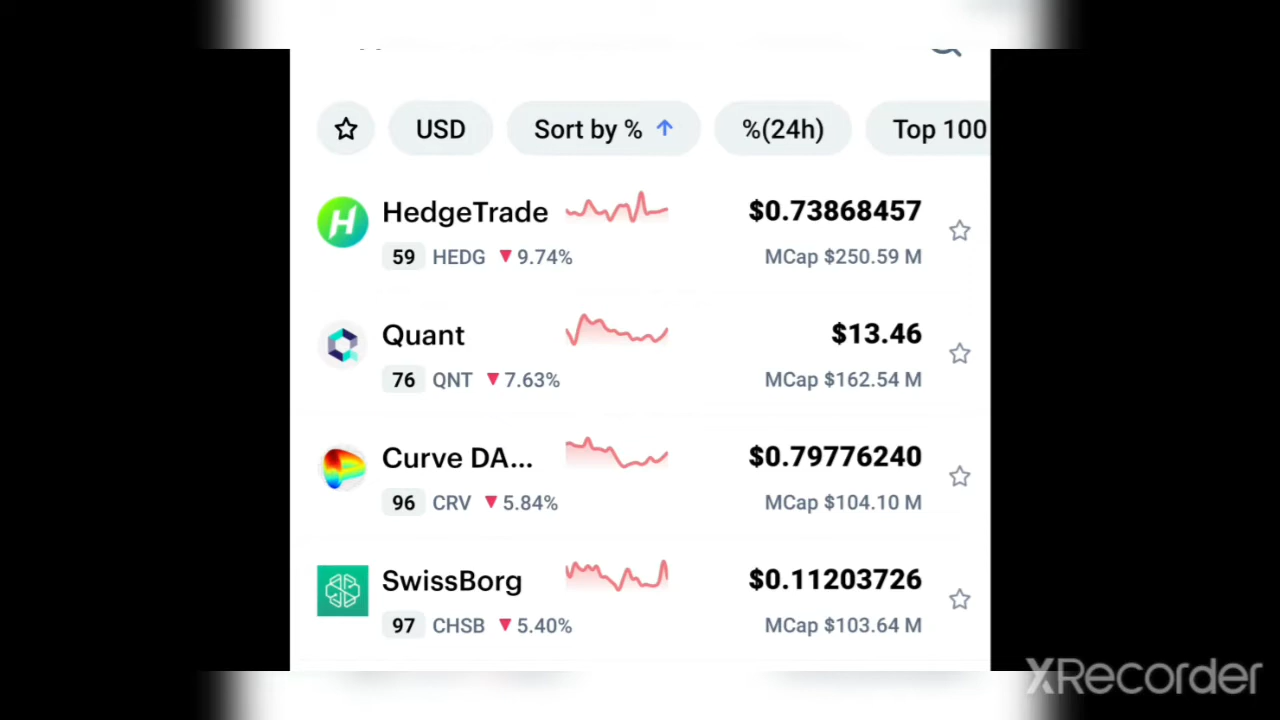 USD Sort by % ↑ %(24h) Top 100
HedgeTrade $0.73868457
59 HEDG ▼ 9.74% MCap $250.59 M
Quant $13.46
76 QNT ▼ 7.63% MCap $162.54 M
Curve DA... $0.79776240
96 CRV ▼ 5.84% MCap $104.10 M
SwissBorg $0.11203726
97 CHSB ▼ 5.40% MCap $103.64 M
XRecorder